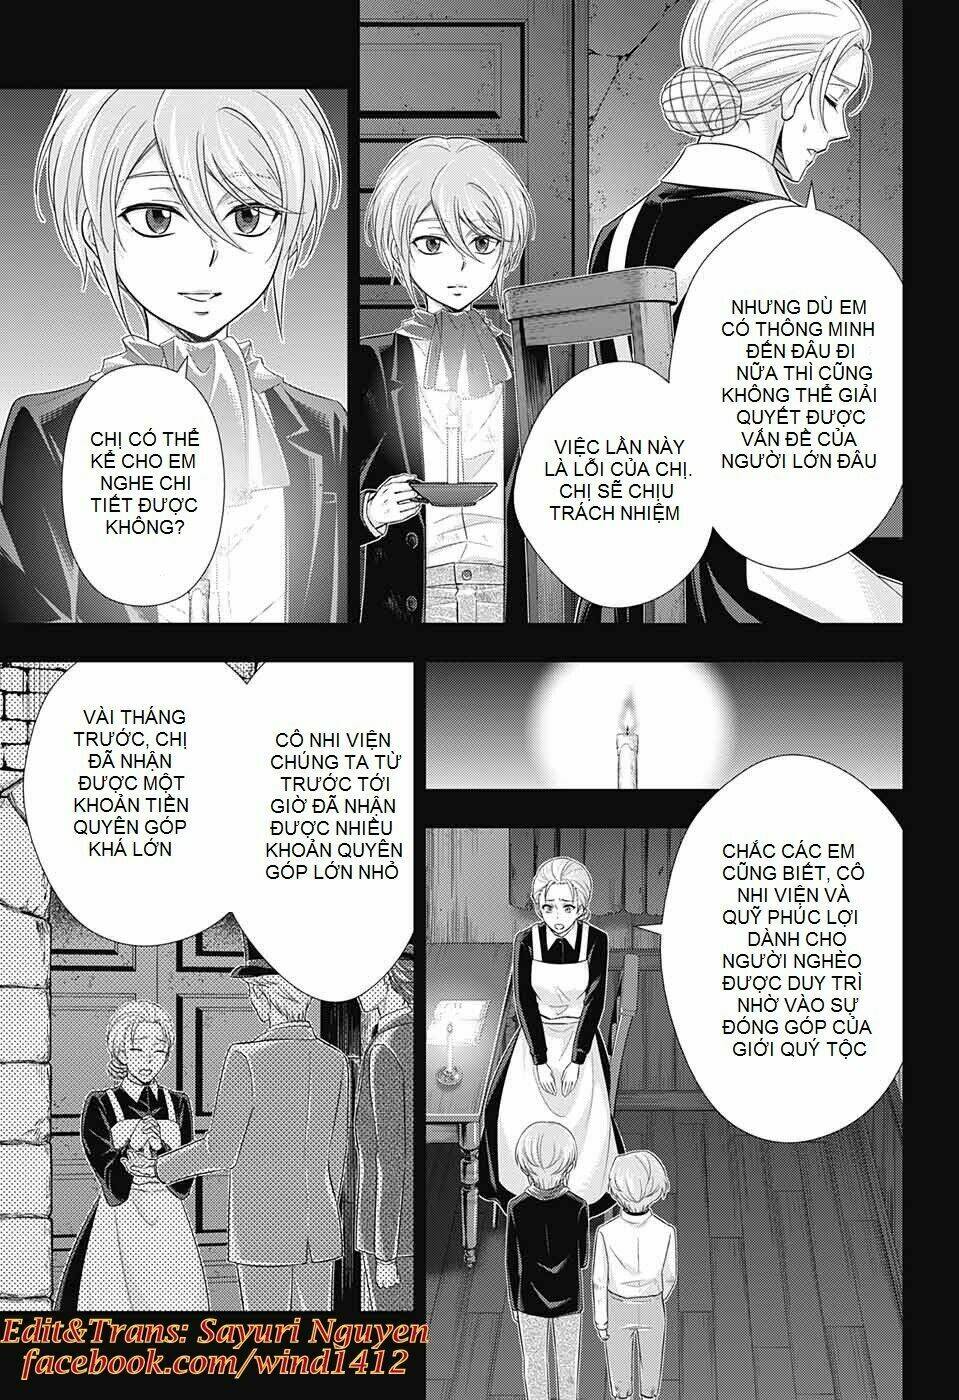 NHƯNG DÙ EM
CÓ THÔNG MINH
ĐẾN ĐÂU ĐI
NỮA THÌ CŨNG
KHÔNG THỂ GIẢI
QUYẾT ĐƯỢC
VẤN ĐỀ CỦA
NGƯỜI LỚN ĐÂU
VIỆC LẦN NÀY
LÀ LỖI CỦA CHỊ.
CHỊ SẼ CHỊU
TRÁCH NHIỆM
CHỊ CÓ THỂ
KỂ CHO EM
NGHE CHI
TIẾT ĐƯỢC
KHÔNG?
CHẮC CÁC EM
CŨNG BIẾT, CÔ
NHI VIỆN VÀ
QUỸ PHÚC LỢI
DÀNH CHO
NGƯỜI NGHÈO
ĐƯỢC DUY TRÌ
NHỜ VÀO SỰ
ĐÓNG GÓP CỦA
GIỚI QUÝ TỘC
CÔ NHI VIỆN
CHÚNG TA TỪ
TRƯỚC TỚI
GIỜ ĐÃ NHẬN
ĐƯỢC NHIỀU
KHOẢN QUYÊN
GÓP LỚN NHỎ
VÀI THÁNG
TRƯỚC, CHỊ
ĐÃ NHẬN
ĐƯỢC MỘT
KHOẢN TIỀN
QUYÊN GÓP
KHÁ LỚN
Edit&Trans: Sayuri Nguyen
facebook.com/wind1412